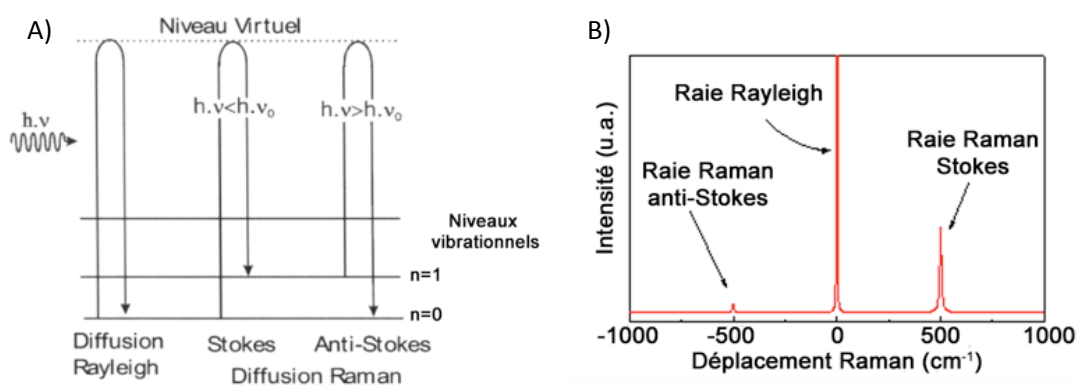 A)
Niveau Virtuel
h.ν
h.ν<h.ν₀
h.ν>h.ν₀
Niveaux
vibrationnels
n=1
n=0
Diffusion
Rayleigh
Stokes
Anti-Stokes
Diffusion Raman
B)
Intensité (u.a.)
Raie Rayleigh
Raie Raman
Stokes
Raie Raman
anti-Stokes
-1000
-500
0
500
1000
Déplacement Raman (cm⁻¹)